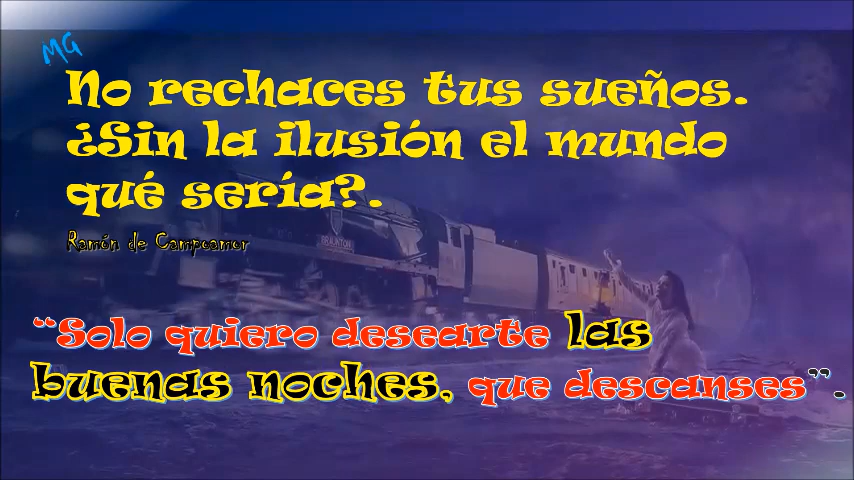 MG
No rechaces tus sueños.
¿Sin la ilusión el mundo
qué sería?.
Ramón de Campoamor
BRAUNTON
“Solo quiero desearte las
buenas noches, que descanses”.